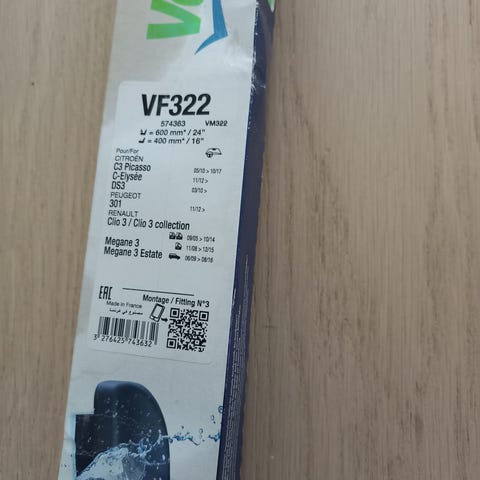 VF322
574363 VM322
= 600 mm* / 24"
= 400 mm* / 16"
Pour/For
CITROËN
C3 Picasso 05/10 > 10/17
C-Elysée 11/12 >
DS3 03/10 >
PEUGEOT
301 11/12 >
RENAULT
Clio 3 / Clio 3 collection
09/05 > 10/14
Megane 3 11/08 > 12/15
Megane 3 Estate 06/09 > 08/16
EAC Montage / Fitting N°3
Made in France
مصنوع في فرنسا
3 276425 743632